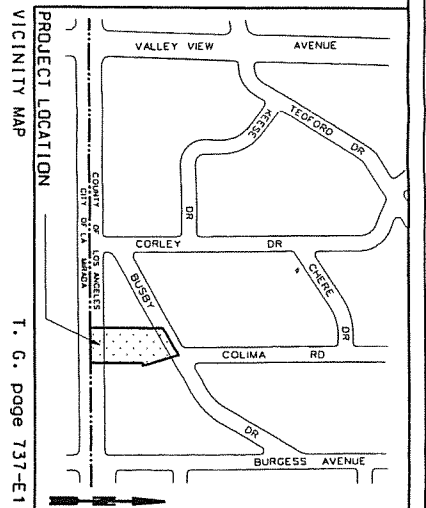 VALLEY VIEW AVENUE
TEOFORD DR
KEESE DR
CORLEY DR
CHERE DR
COUNTY OF LOS ANGELES
CITY OF LA MIRADA
BUSBY DR
COLIMA RD
BURGESS AVENUE
PROJECT LOCATION
VICINITY MAP
T. G. page 737-E1